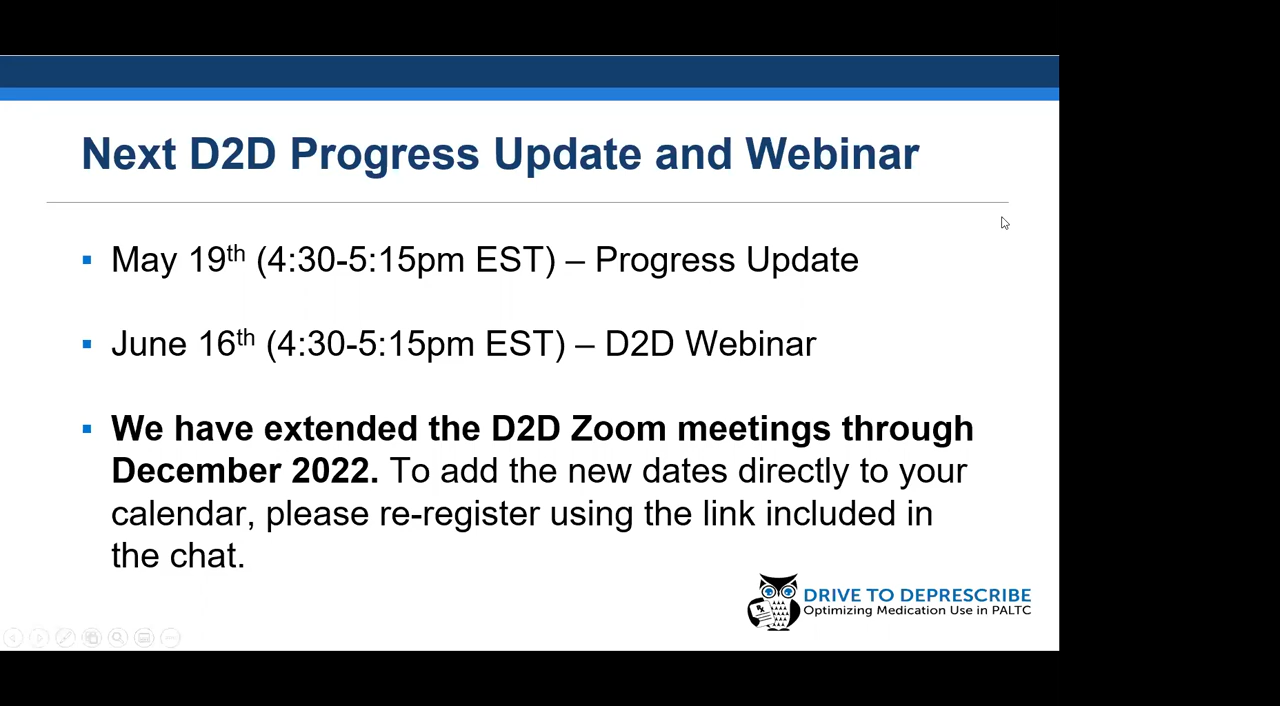 Next D2D Progress Update and Webinar
▪ May 19th (4:30-5:15pm EST) – Progress Update
▪ June 16th (4:30-5:15pm EST) – D2D Webinar
▪ We have extended the D2D Zoom meetings through
December 2022. To add the new dates directly to your
calendar, please re-register using the link included in
the chat.
DRIVE TO DEPRESCRIBE
Optimizing Medication Use in PALTC